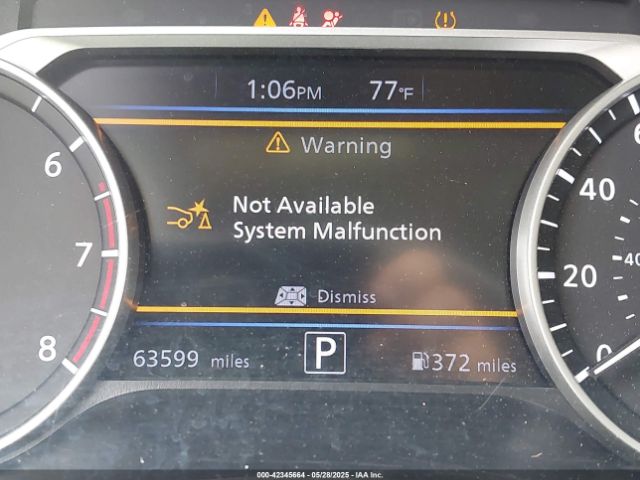 1:06PM 77°F
Warning
Not Available
System Malfunction
Dismiss
63599 miles P 372 miles
6
7
8
40
40
20
0
000-42345664 | 05/28/2025 | IAA Inc.